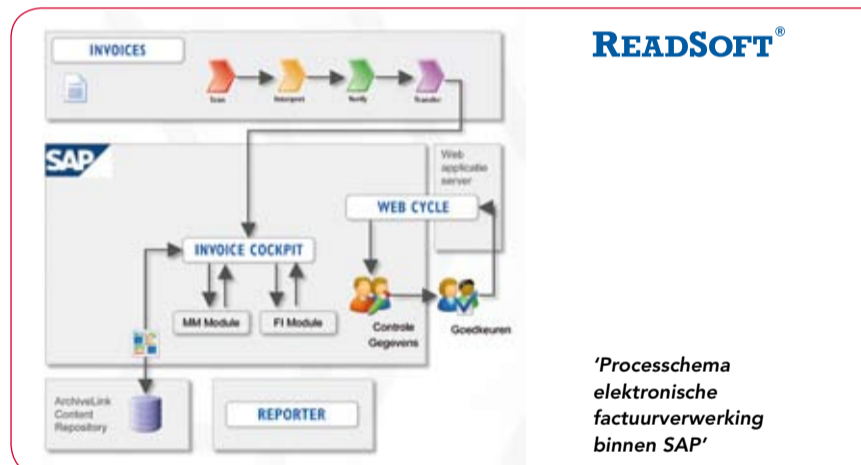 INVOICES
READSOFT®
Scan
Interpret
Verify
Transfer
SAP
Web
applicatie
server
WEB CYCLE
INVOICE COCKPIT
MM Module
FI Module
Controle
Gegevens
Goedkeuren
ArchiveLink
Content
Repository
REPORTER
‘Processchema
elektronische
factuurverwerking
binnen SAP’